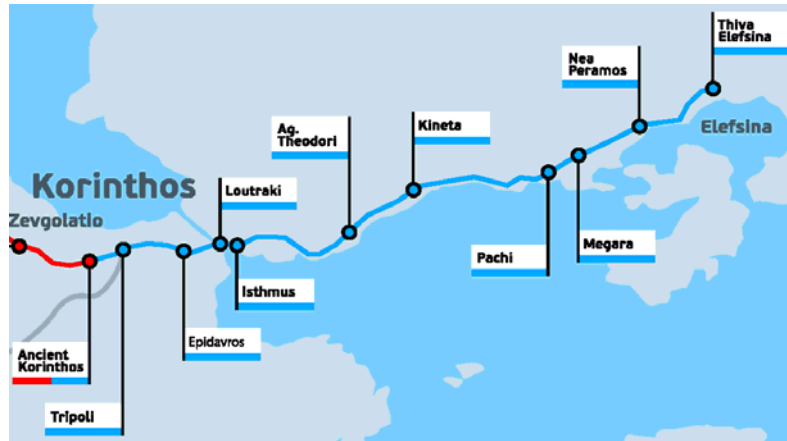 Thiva
Elefsina
Nea
Peramos
Elefsina
Ag.
Theodori
Kineta
Korinthos
Loutraki
Zevgolatio
Pachi
Megara
Isthmus
Epidavros
Ancient
Korinthos
Tripoli